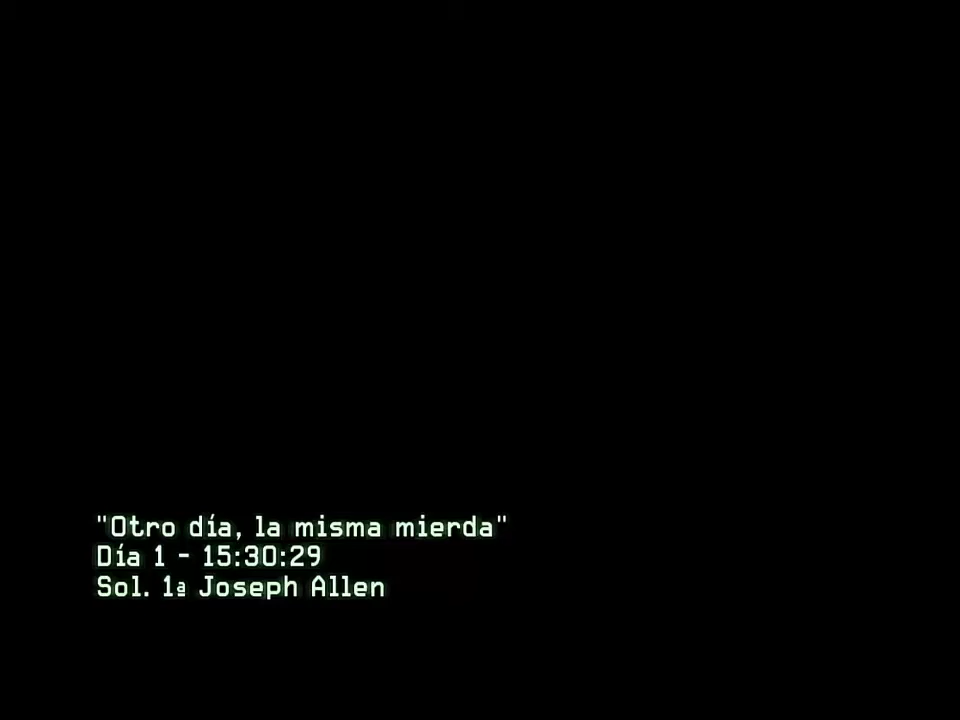 "Otro día, la misma mierda"
Día 1 - 15:30:29
Sol. 1ª Joseph Allen